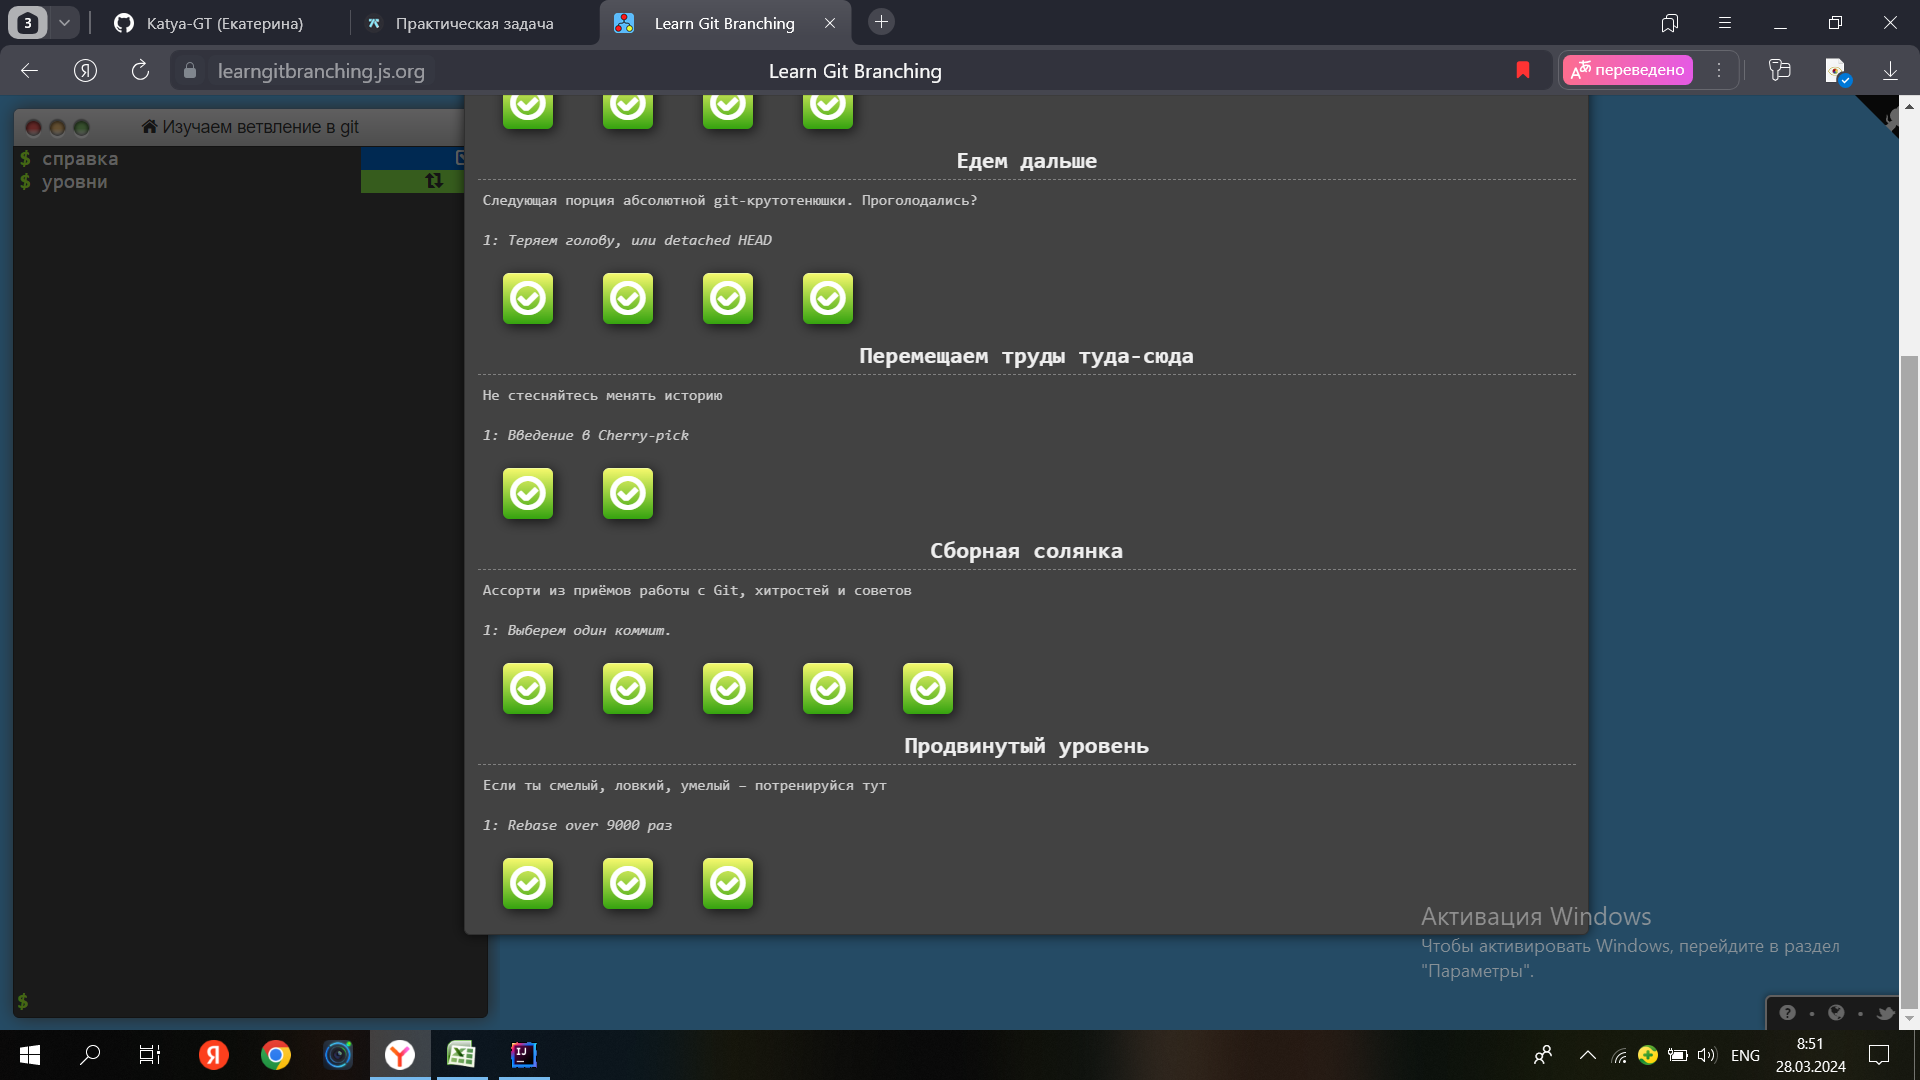 3
Katya-GT (Екатерина)
Практическая задача
Learn Git Branching
Я
learngitbranching.js.org
Learn Git Branching
переведено
Изучаем ветвление в git
$ справка
$ уровни
Едем дальше
Следующая порция абсолютной git-крутотенюшки. Проголодались?
1: Теряем голову, или detached HEAD
Перемещаем труды туда-сюда
Не стесняйтесь менять историю
1: Введение в Cherry-pick
Сборная солянка
Ассорти из приёмов работы с Git, хитростей и советов
1: Выберем один коммит.
Продвинутый уровень
Если ты смелый, ловкий, умелый – потренируйся тут
1: Rebase over 9000 раз
Активация Windows
Чтобы активировать Windows, перейдите в раздел
"Параметры".
$
Я
IJ
ENG
8:51
28.03.2024